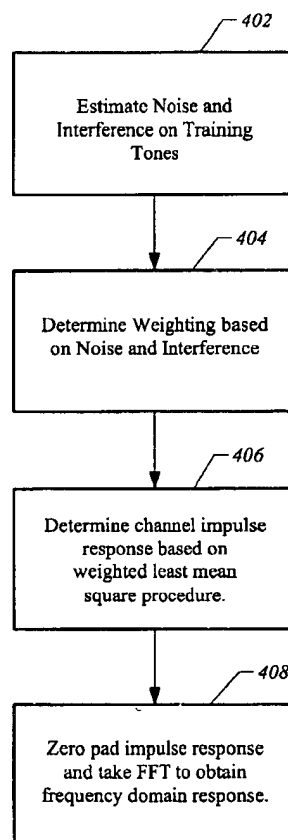 402
Estimate Noise and
Interference on Training
Tones
404
Determine Weighting based
on Noise and Interference
406
Determine channel impulse
response based on
weighted least mean
square procedure.
408
Zero pad impulse response
and take FFT to obtain
frequency domain response.